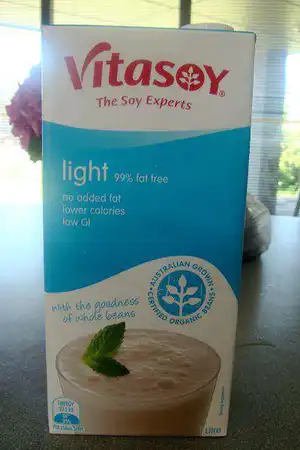 Vitasoy®
The Soy Experts
light 99% fat free
no added fat
lower calories
low GI
AUSTRALIAN GROWN
CERTIFIED ORGANIC BEANS
with the goodness
of whole beans
1 Litre